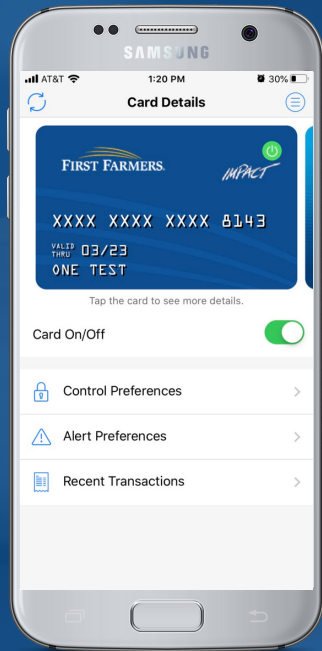 SAMSUNG
AT&T 1:20 PM 30%
Card Details
FIRST FARMERS.
IMPACT
XXXX XXXX XXXX 8143
VALID THRU 03/23
ONE TEST
Tap the card to see more details.
Card On/Off
Control Preferences
Alert Preferences
Recent Transactions